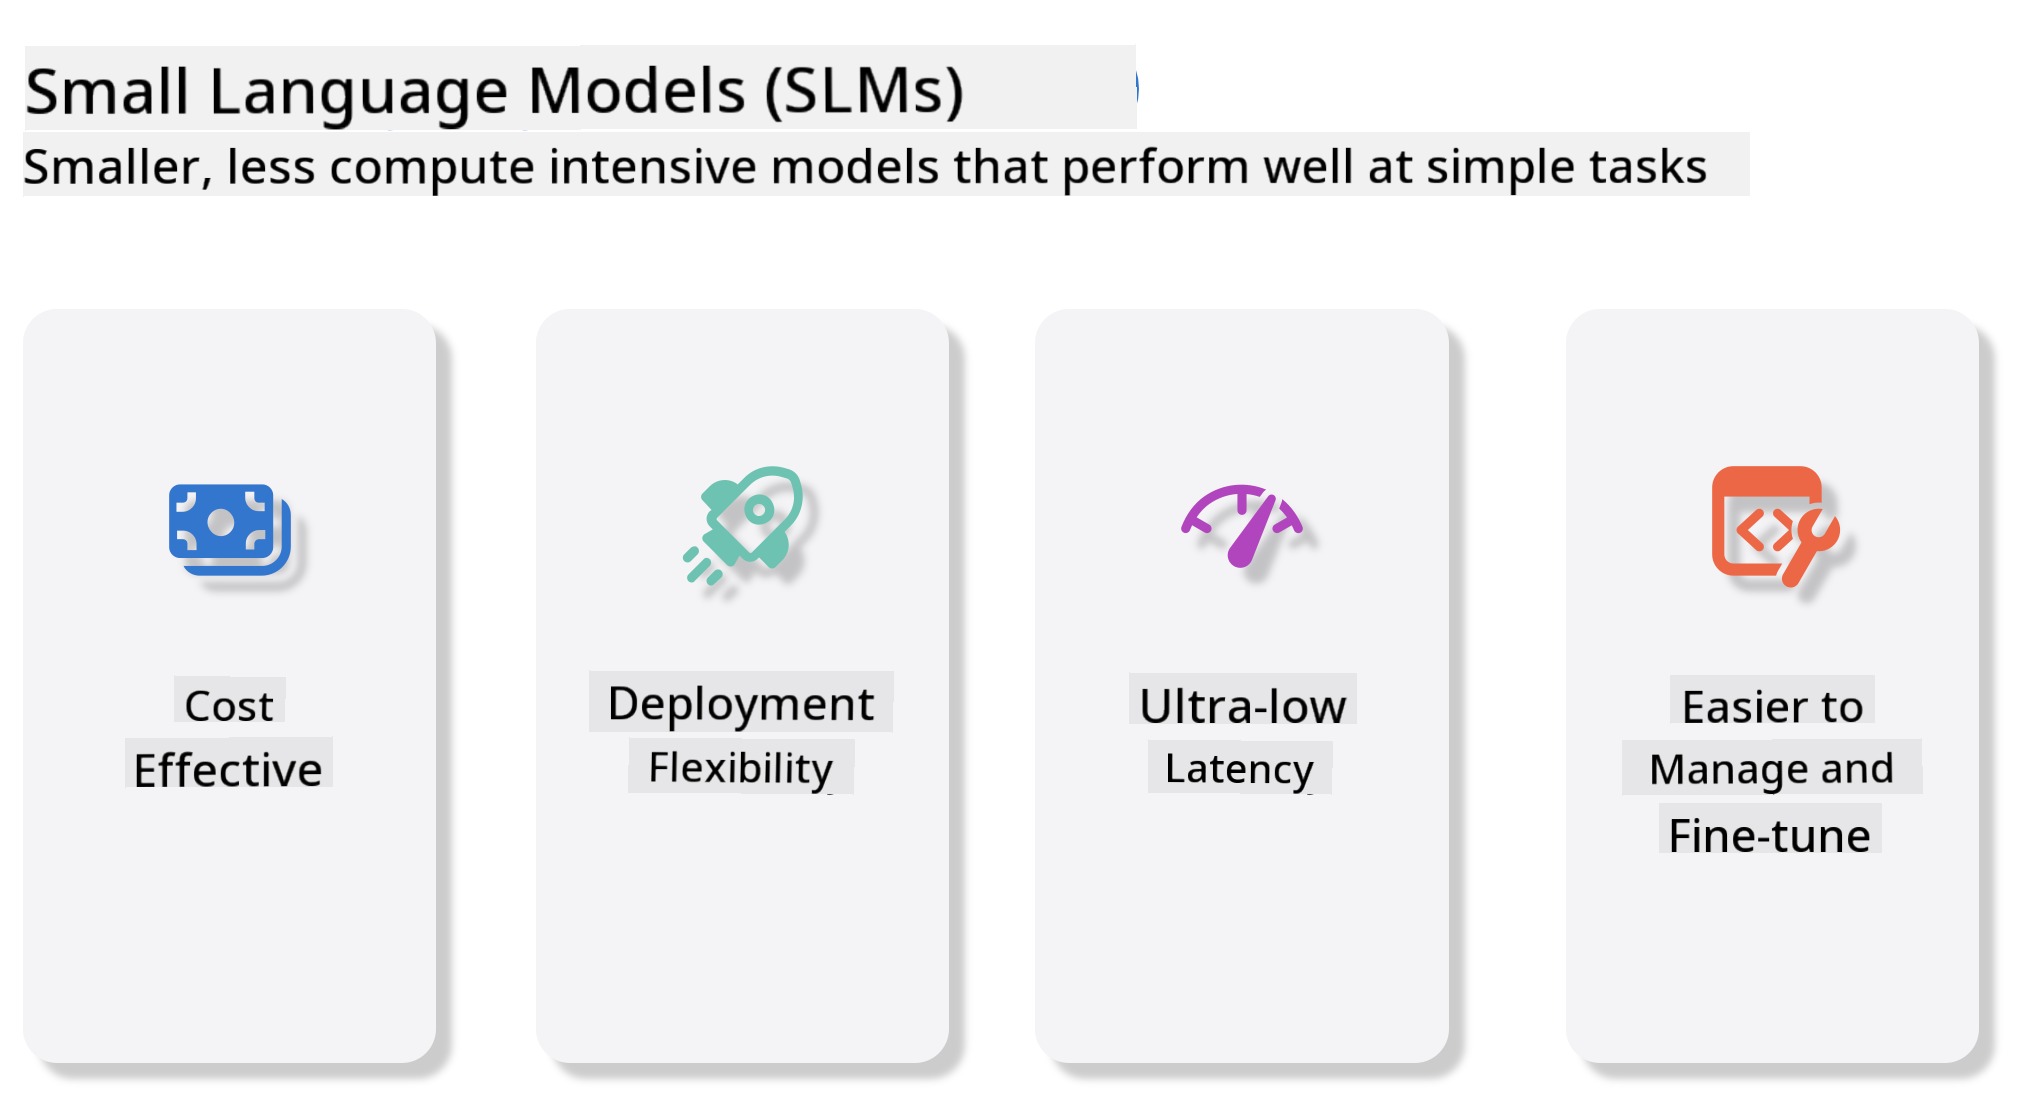 Small Language Models (SLMs)
Smaller, less compute intensive models that perform well at simple tasks
Cost
Effective
Deployment
Flexibility
Ultra-low
Latency
Easier to
Manage and
Fine-tune